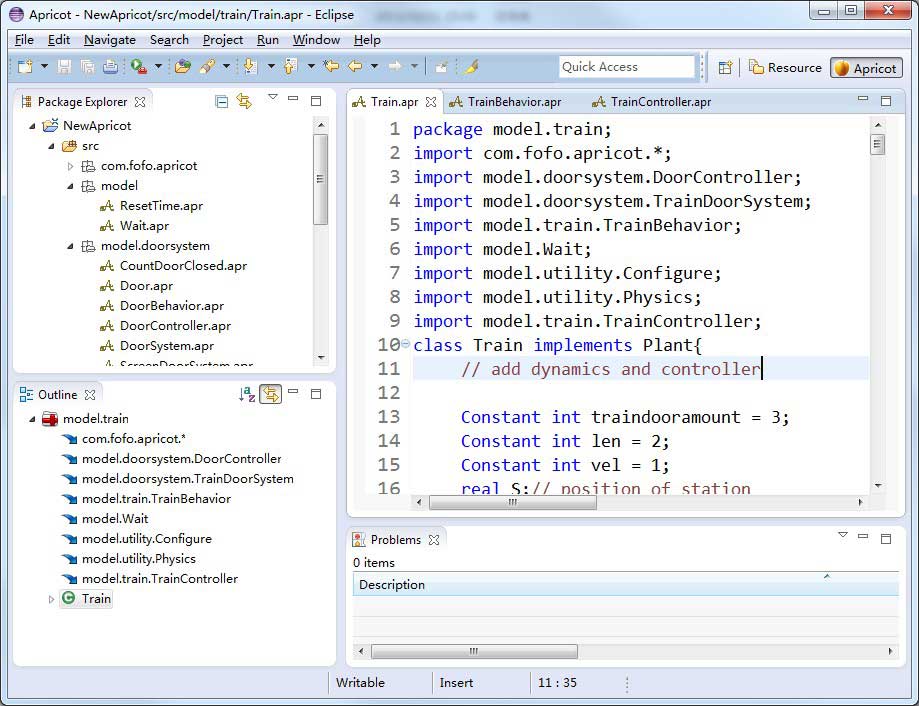 Apricot - NewApricot/src/model/train/Train.apr - Eclipse
File Edit Navigate Search Project Run Window Help
Quick Access
Resource
Apricot
Package Explorer
NewApricot
src
com.fofo.apricot
model
ResetTime.apr
Wait.apr
model.doorsystem
CountDoorClosed.apr
Door.apr
DoorBehavior.apr
DoorController.apr
DoorSystem.apr
ScreenDoorSystem.apr
Outline
model.train
com.fofo.apricot.*
model.doorsystem.DoorController
model.doorsystem.TrainDoorSystem
model.train.TrainBehavior
model.Wait
model.utility.Configure
model.utility.Physics
model.train.TrainController
Train
Train.apr TrainBehavior.apr TrainController.apr
1 package model.train;
2 import com.fofo.apricot.*;
3 import model.doorsystem.DoorController;
4 import model.doorsystem.TrainDoorSystem;
5 import model.train.TrainBehavior;
6 import model.Wait;
7 import model.utility.Configure;
8 import model.utility.Physics;
9 import model.train.TrainController;
10 class Train implements Plant{
11 // add dynamics and controller
12
13 Constant int traindooramount = 3;
14 Constant int len = 2;
15 Constant int vel = 1;
16 real S;// position of station
Problems
0 items
Description
Writable Insert 11 : 35